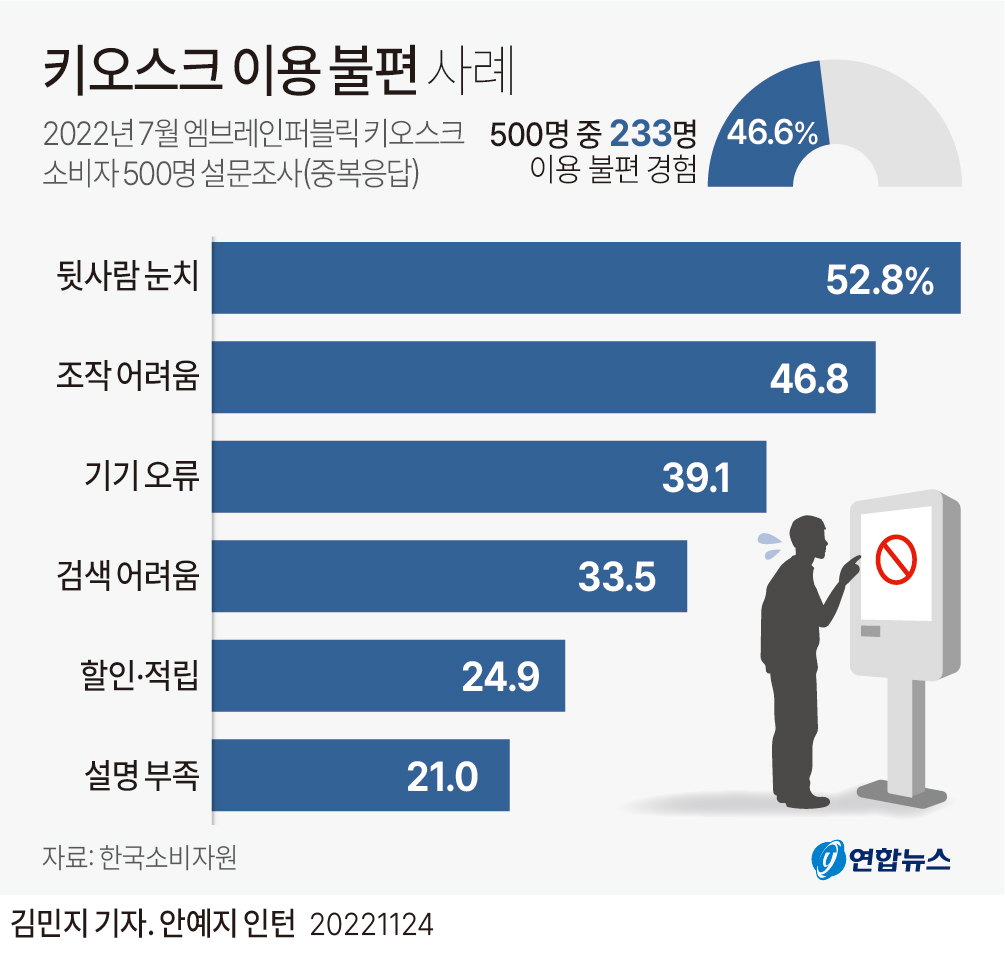 키오스크 이용 불편 사례
2022년 7월 엠브레인퍼블릭 키오스크
소비자 500명 설문조사(중복응답)
500명 중 233명
이용 불편 경험
46.6%
뒷사람 눈치 52.8%
조작 어려움 46.8
기기 오류 39.1
검색 어려움 33.5
할인·적립 24.9
설명 부족 21.0
자료: 한국소비자원
연합뉴스
김민지 기자. 안예지 인턴 20221124